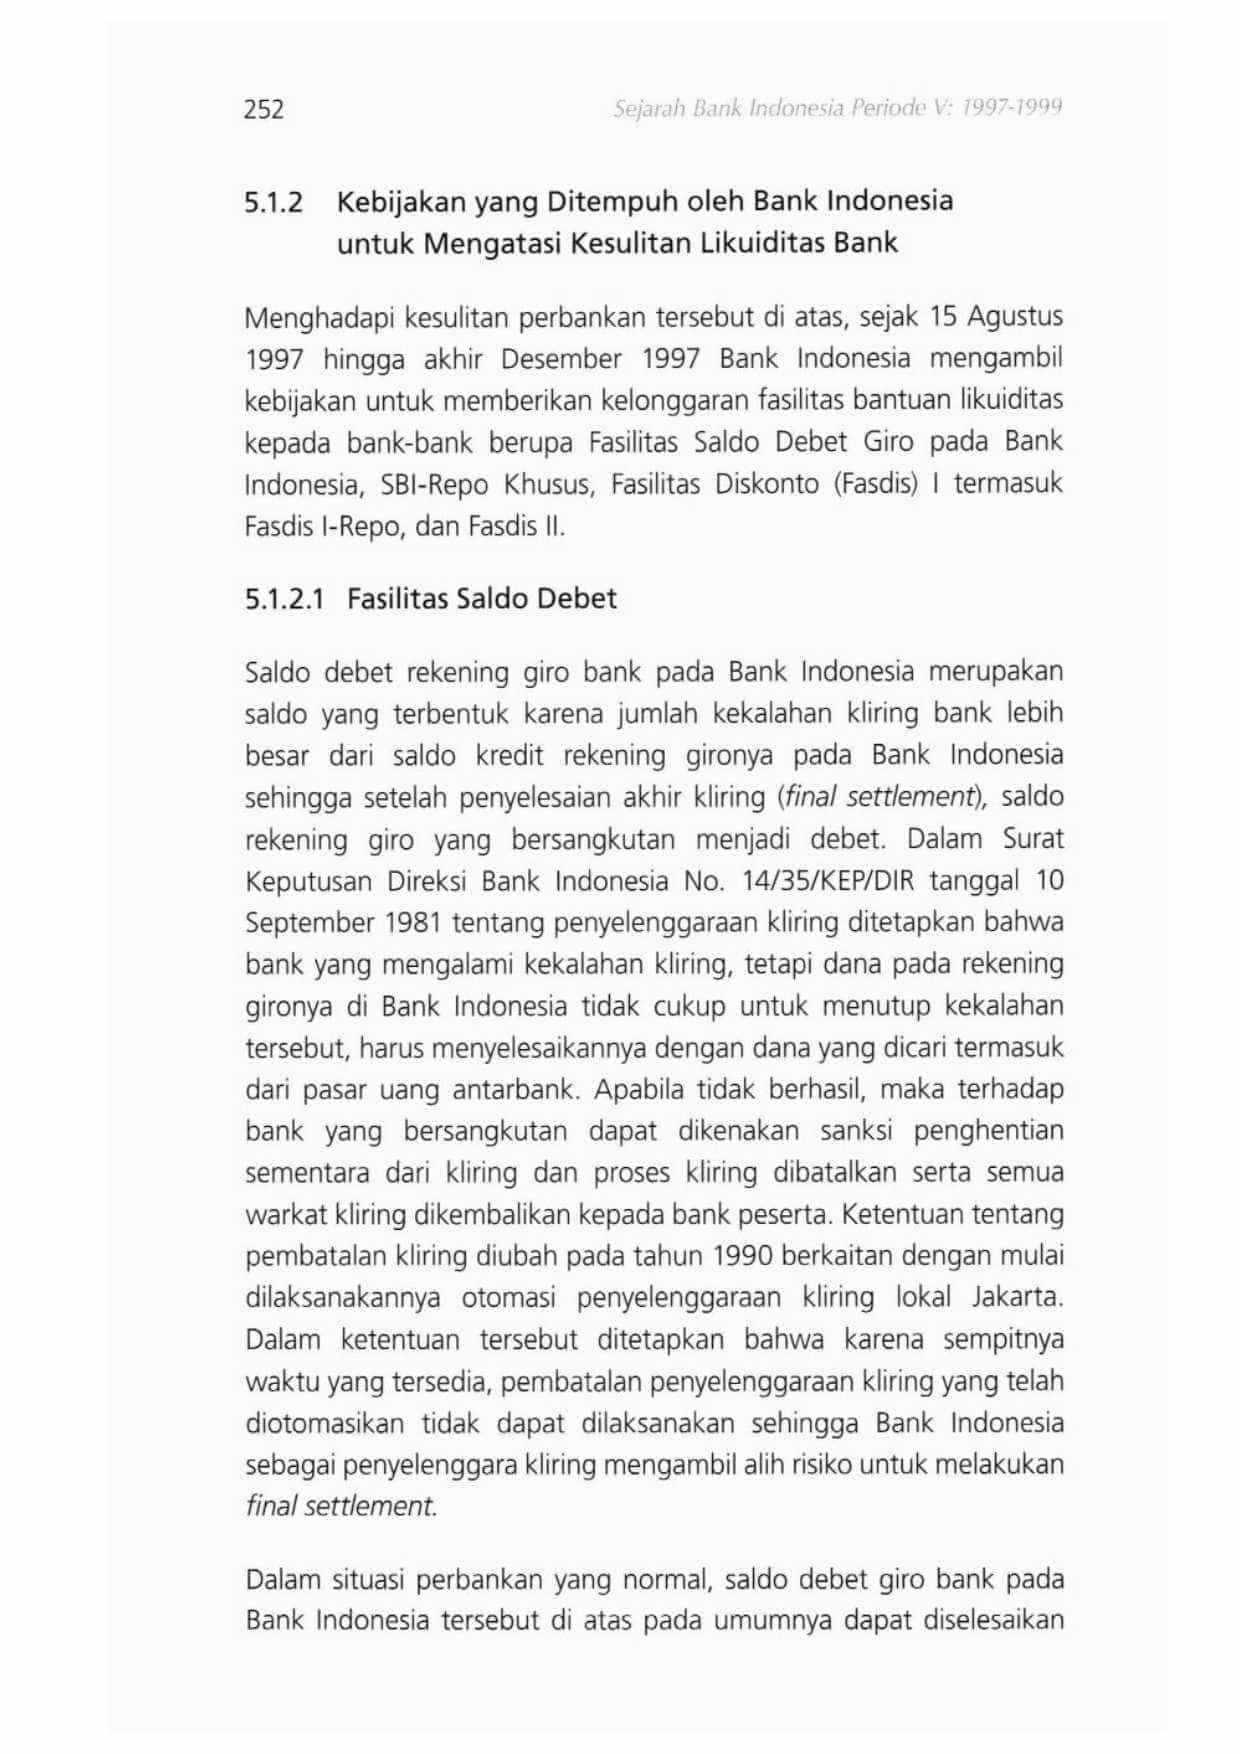 252
Sejarah Bank Indonesia Periode V: 1997-1999
5.1.2 Kebijakan yang Ditempuh oleh Bank Indonesia
untuk Mengatasi Kesulitan Likuiditas Bank
Menghadapi kesulitan perbankan tersebut di atas, sejak 15 Agustus
1997 hingga akhir Desember 1997 Bank Indonesia mengambil
kebijakan untuk memberikan kelonggaran fasilitas bantuan likuiditas
kepada bank-bank berupa Fasilitas Saldo Debet Giro pada Bank
Indonesia, SBI-Repo Khusus, Fasilitas Diskonto (Fasdis) I termasuk
Fasdis I-Repo, dan Fasdis II.
5.1.2.1 Fasilitas Saldo Debet
Saldo debet rekening giro bank pada Bank Indonesia merupakan
saldo yang terbentuk karena jumlah kekalahan kliring bank lebih
besar dari saldo kredit rekening gironya pada Bank Indonesia
sehingga setelah penyelesaian akhir kliring (final settlement), saldo
rekening giro yang bersangkutan menjadi debet. Dalam Surat
Keputusan Direksi Bank Indonesia No. 14/35/KEP/DIR tanggal 10
September 1981 tentang penyelenggaraan kliring ditetapkan bahwa
bank yang mengalami kekalahan kliring, tetapi dana pada rekening
gironya di Bank Indonesia tidak cukup untuk menutup kekalahan
tersebut, harus menyelesaikannya dengan dana yang dicari termasuk
dari pasar uang antarbank. Apabila tidak berhasil, maka terhadap
bank yang bersangkutan dapat dikenakan sanksi penghentian
sementara dari kliring dan proses kliring dibatalkan serta semua
warkat kliring dikembalikan kepada bank peserta. Ketentuan tentang
pembatalan kliring diubah pada tahun 1990 berkaitan dengan mulai
dilaksanakannya otomasi penyelenggaraan kliring lokal Jakarta.
Dalam ketentuan tersebut ditetapkan bahwa karena sempitnya
waktu yang tersedia, pembatalan penyelenggaraan kliring yang telah
diotomasikan tidak dapat dilaksanakan sehingga Bank Indonesia
sebagai penyelenggara kliring mengambil alih risiko untuk melakukan
final settlement.
Dalam situasi perbankan yang normal, saldo debet giro bank pada
Bank Indonesia tersebut di atas pada umumnya dapat diselesaikan